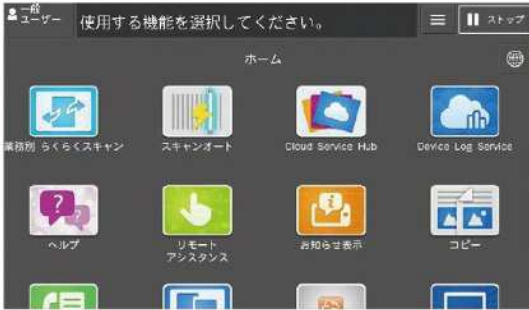 一般
ユーザー
使用する機能を選択してください。
ストップ
ホーム
業務別 らくらくスキャン
スキャンオート
Cloud Service Hub
Device Log Service
ヘルプ
リモート
アシスタンス
お知らせ表示
コピー